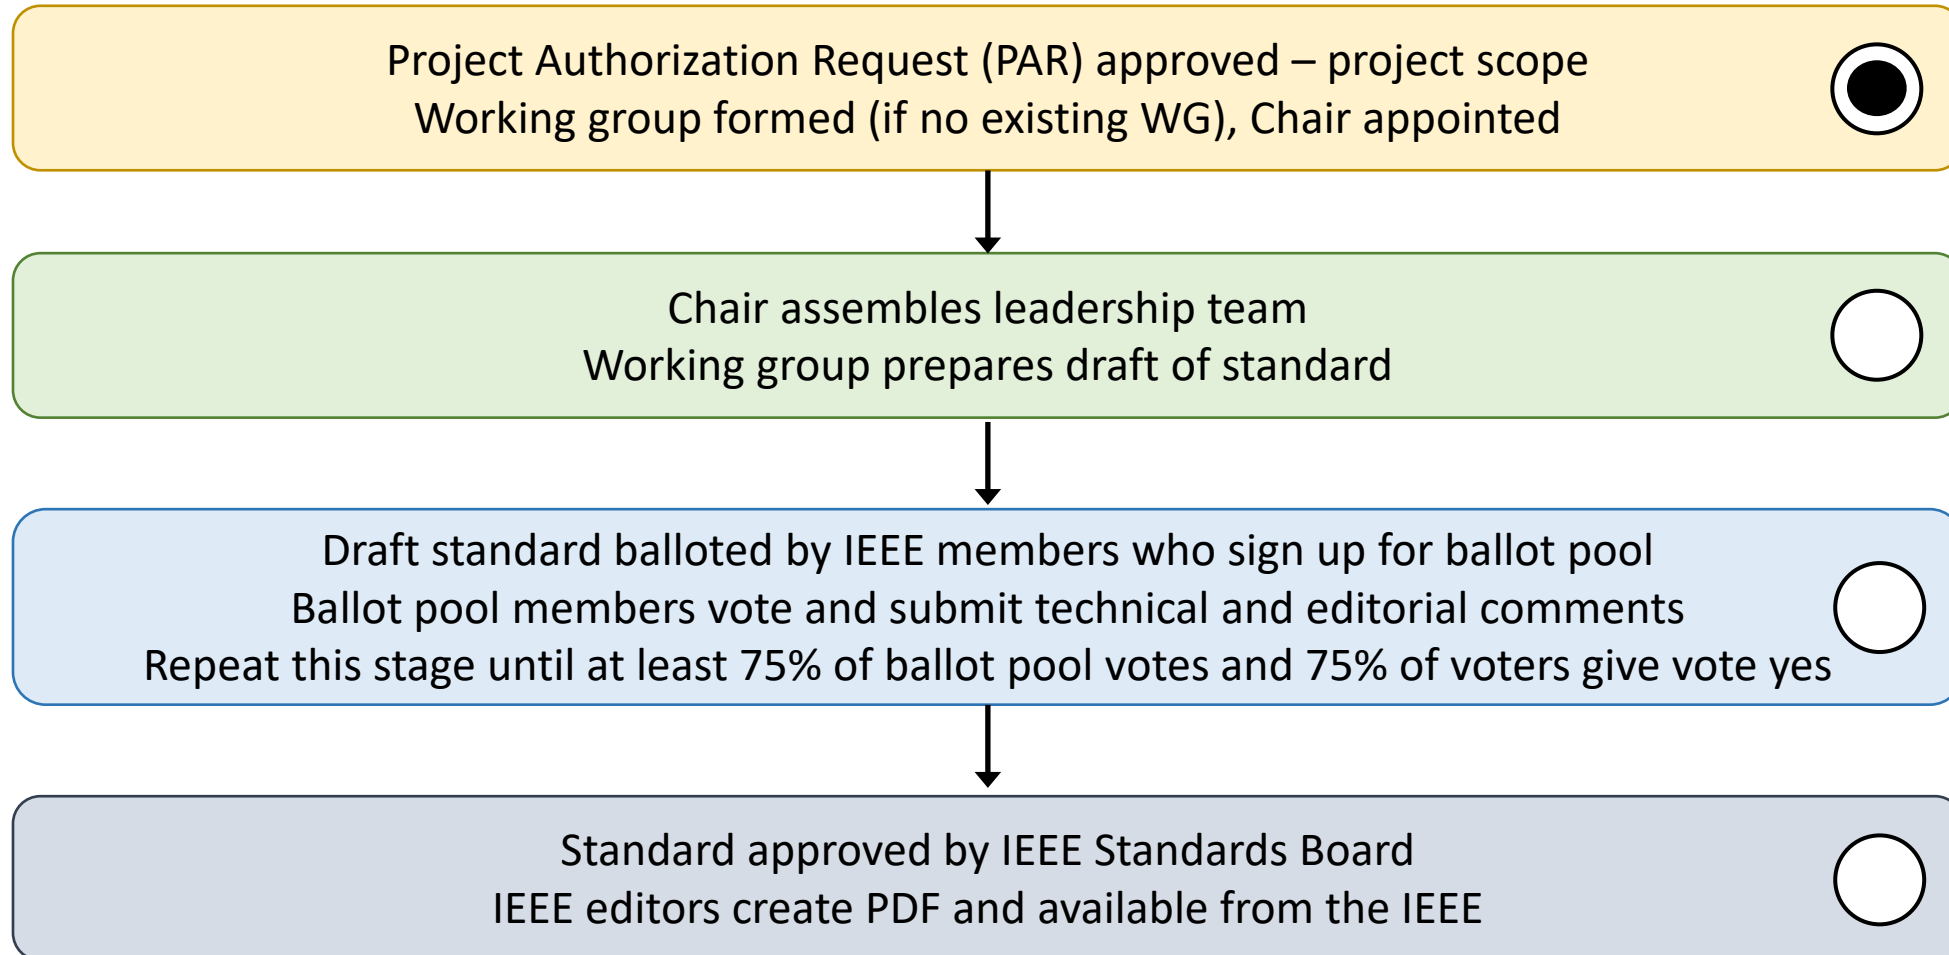 Project Authorization Request (PAR) approved – project scope
Working group formed (if no existing WG), Chair appointed
Chair assembles leadership team
Working group prepares draft of standard
Draft standard balloted by IEEE members who sign up for ballot pool
Ballot pool members vote and submit technical and editorial comments
Repeat this stage until at least 75% of ballot pool votes and 75% of voters give vote yes
Standard approved by IEEE Standards Board
IEEE editors create PDF and available from the IEEE